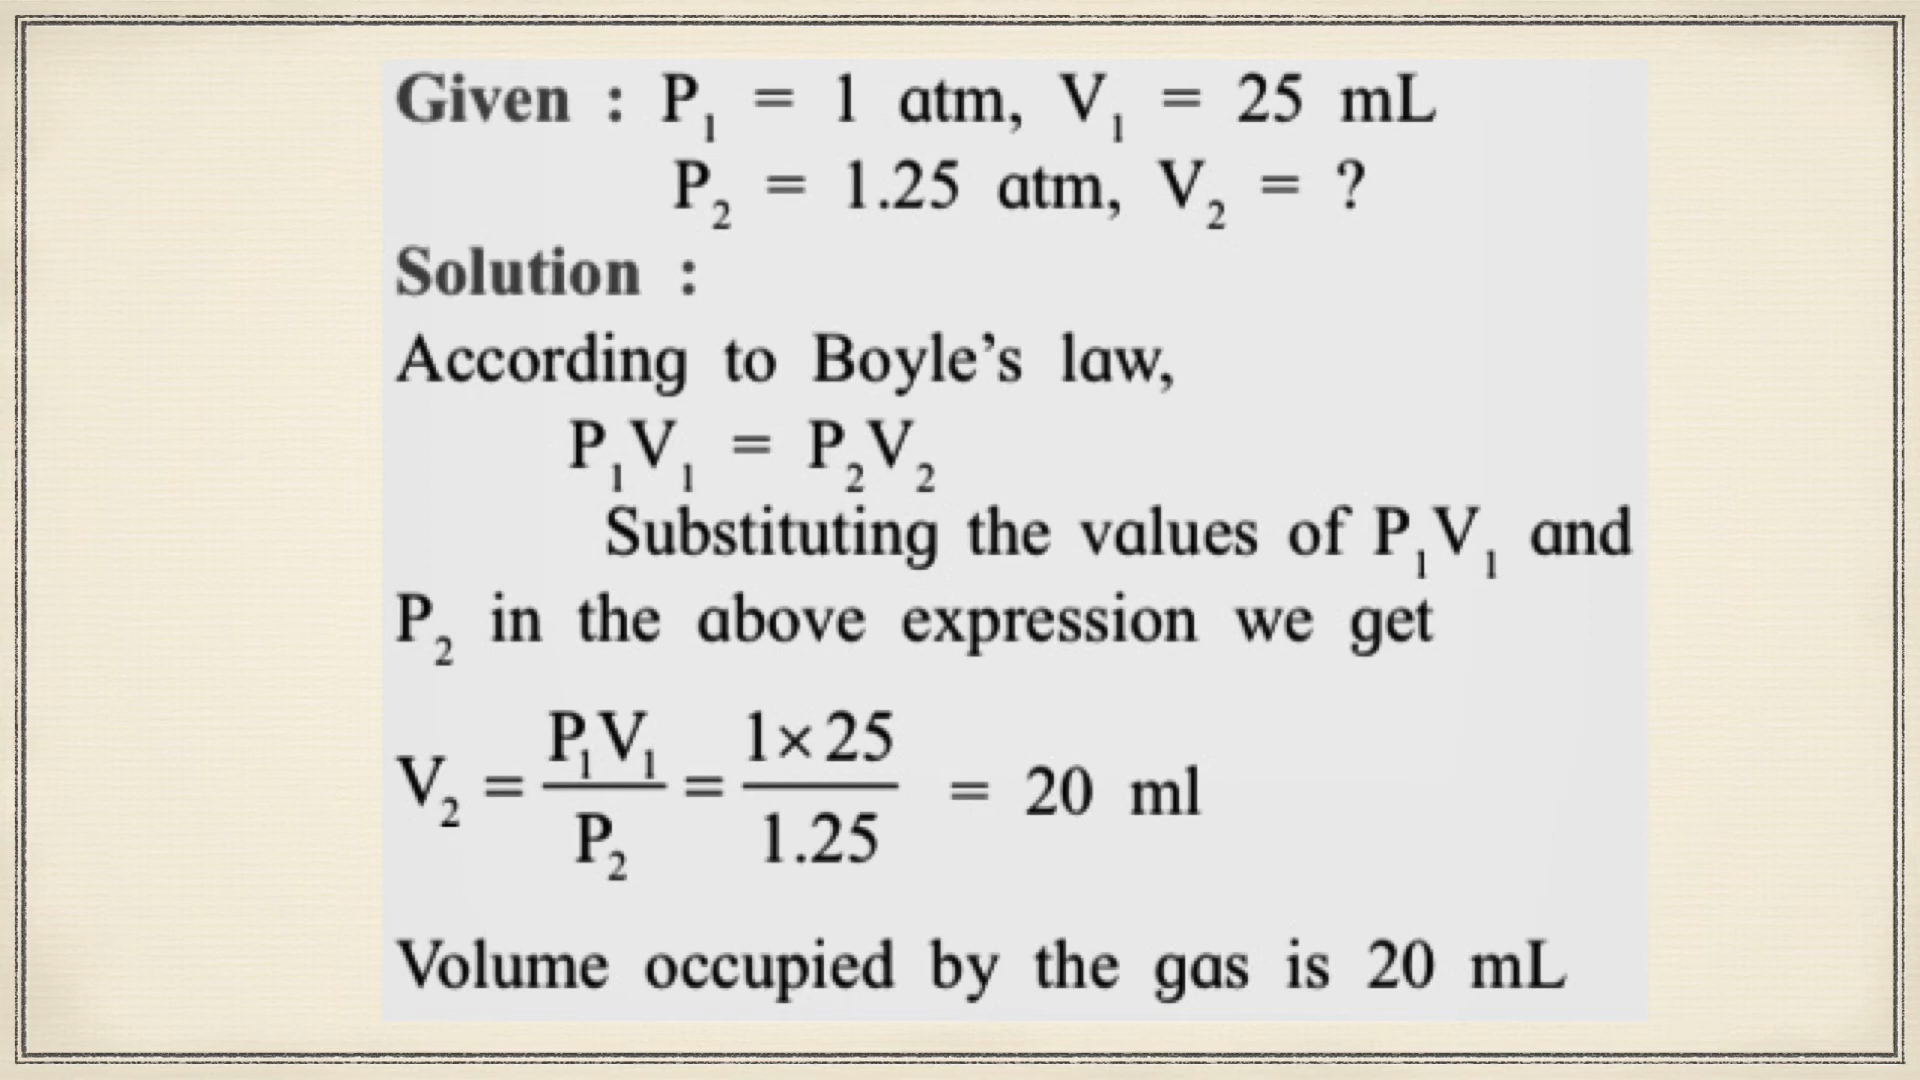 Given : P₁ = 1 atm, V₁ = 25 mL
P₂ = 1.25 atm, V₂ = ?
Solution :
According to Boyle’s law,
P₁V₁ = P₂V₂
Substituting the values of P₁V₁ and
P₂ in the above expression we get
V₂ = P₁V₁/P₂ = 1×25/1.25 = 20 ml
Volume occupied by the gas is 20 mL